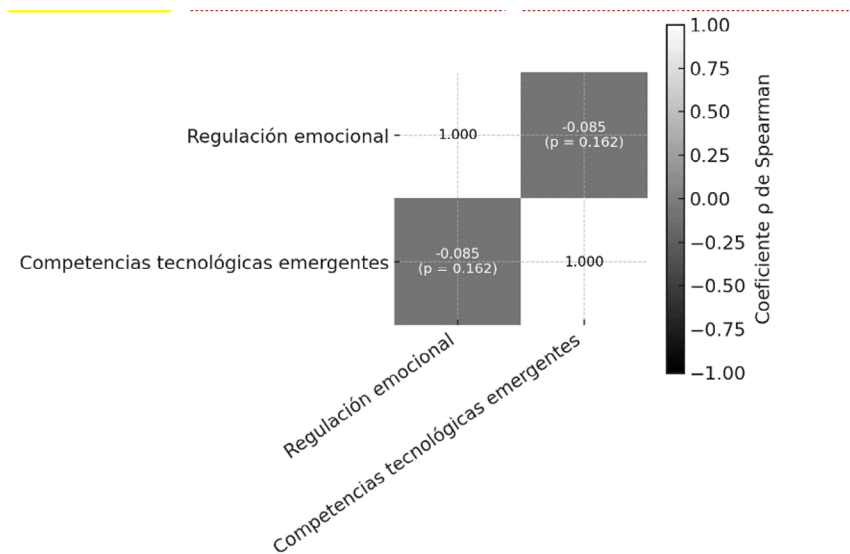 1.00
0.75
0.50
0.25
0.00
−0.25
−0.50
−0.75
−1.00
Coeficiente ρ de Spearman
Regulación emocional
1.000
-0.085
(p = 0.162)
Competencias tecnológicas emergentes
-0.085
(p = 0.162)
1.000
Regulación emocional
Competencias tecnológicas emergentes